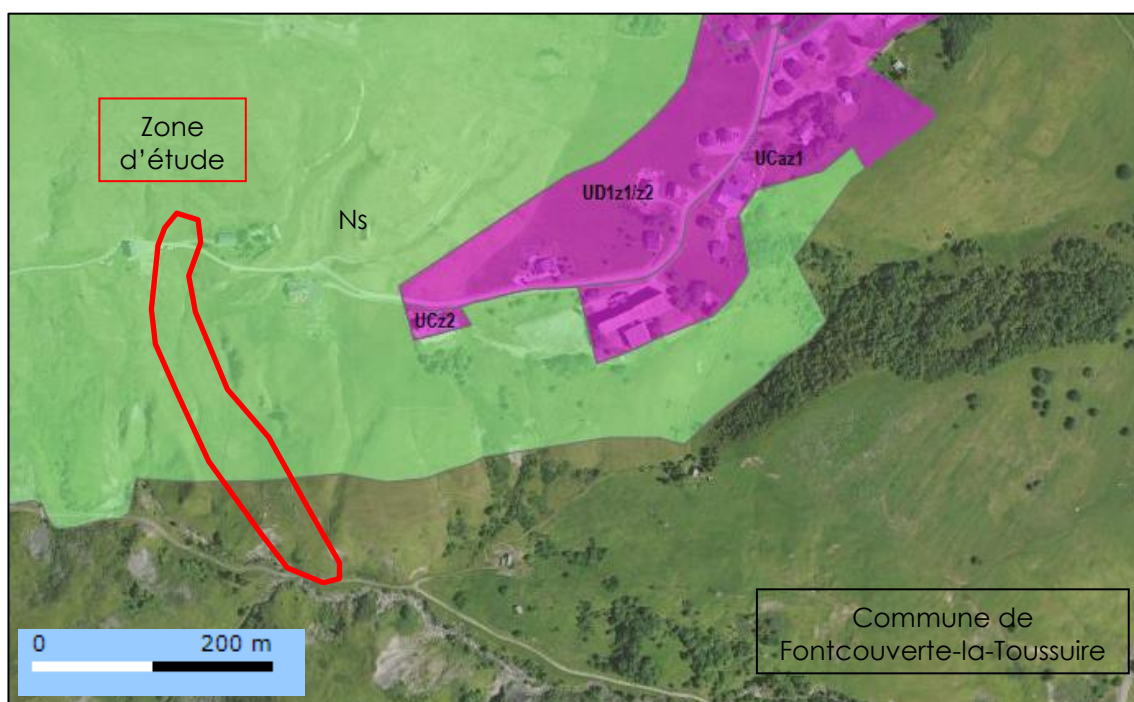 Zone
d’étude
UCaz1
UD1z1/z2
Ns
UCz2
0 200 m
Commune de
Fontcouverte-la-Toussuire